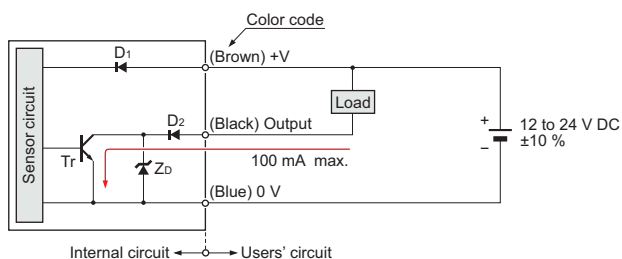 Color code
D1
(Brown) +V
Sensor circuit
Load
D2
(Black) Output
+
12 to 24 V DC
±10 %
−
Tr
ZD
100 mA max.
(Blue) 0 V
Internal circuit
Users' circuit